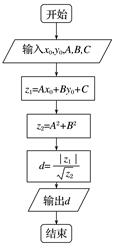 开始
输入x₀,y₀,A,B,C
z₁=Ax₀+By₀+C
z₂=A²+B²
d=|z₁|/√z₂
输出d
结束